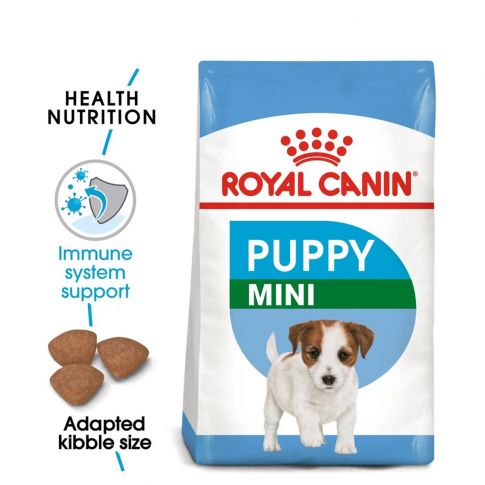 HEALTH
NUTRITION
Immune
system
support
Adapted
kibble size
ROYAL CANIN®
PUPPY
MINI